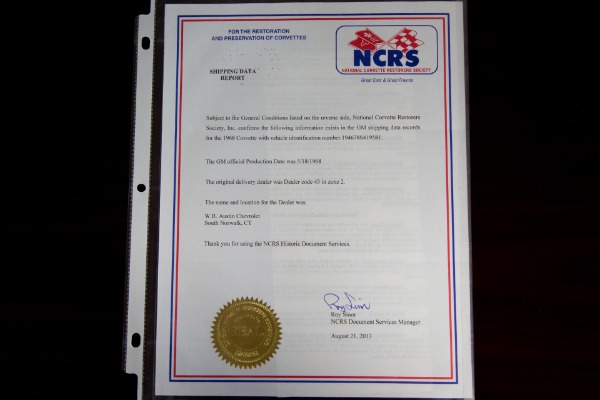 FOR THE RESTORATION
AND PRESERVATION OF CORVETTES
NCRS
NATIONAL CORVETTE RESTORERS SOCIETY
Great Cars & Great Friends
SHIPPING DATA
REPORT
Subject to the General Conditions listed on the reverse side, National Corvette Restorers
Society, Inc. confirms the following information exists in the GM shipping data records
for the 1968 Corvette with vehicle identification number 194678S419581.
The GM official Production Date was 5/18/1968
The original delivery dealer was Dealer code 45 in zone 2.
The name and location for the Dealer was:
W.R. Austin Chevrolet
South Norwalk, CT
Thank you for using the NCRS Historic Document Services.
Roy Sinor
Roy Sinor
NCRS Document Services Manager
August 21, 2013